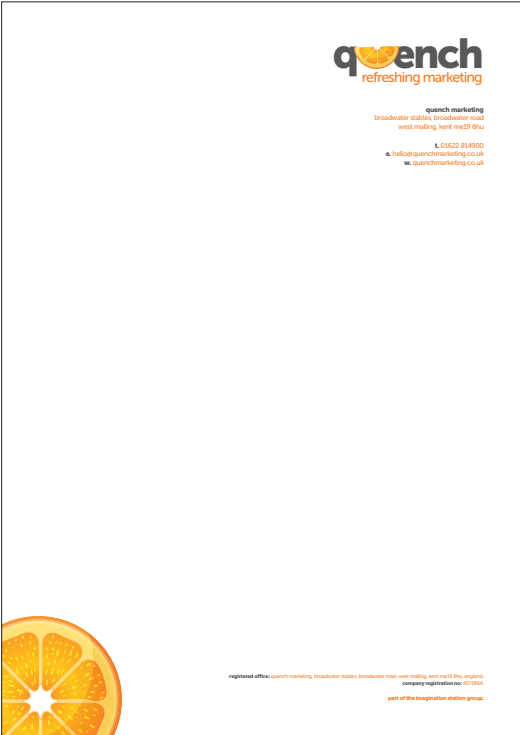 quench
refreshing marketing
quench marketing
broadwater stables, broadwater road
west malling, kent me19 6hu
t. 01622 814900
e. hello@quenchmarketing.co.uk
w. quenchmarketing.co.uk
registered office: quench marketing, broadwater stables, broadwater road, west malling, kent me19 6hu, england.
company registration no: 4572964.
part of the imagination station group.